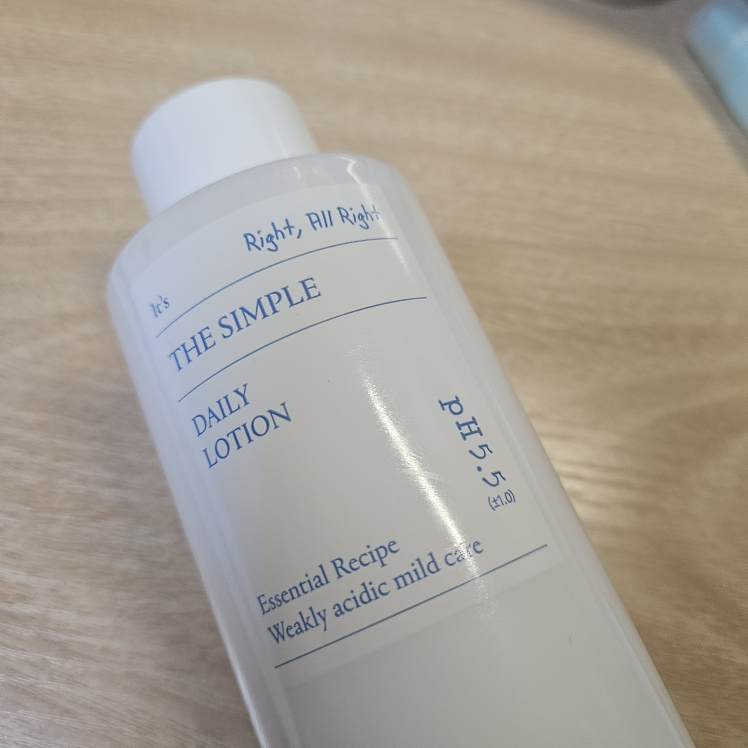 It's
Right, All Right
THE SIMPLE
DAILY
LOTION
pH5.5
(±1.0)
Essential Recipe
Weakly acidic mild care